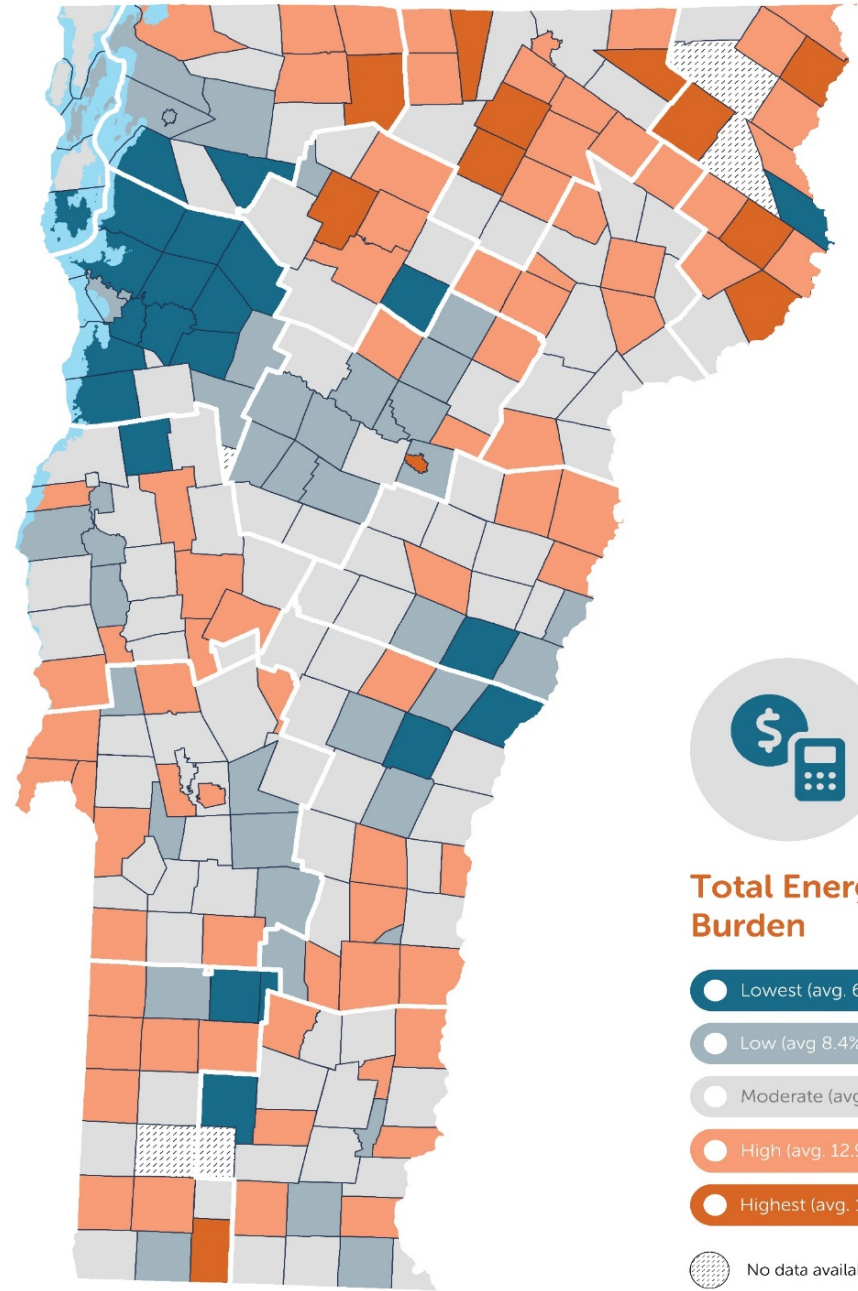 $
Total Energ
Burden
Lowest (avg. 6
Low (avg 8.4%
Moderate (avg
High (avg. 12.9
Highest (avg. 1
No data availal